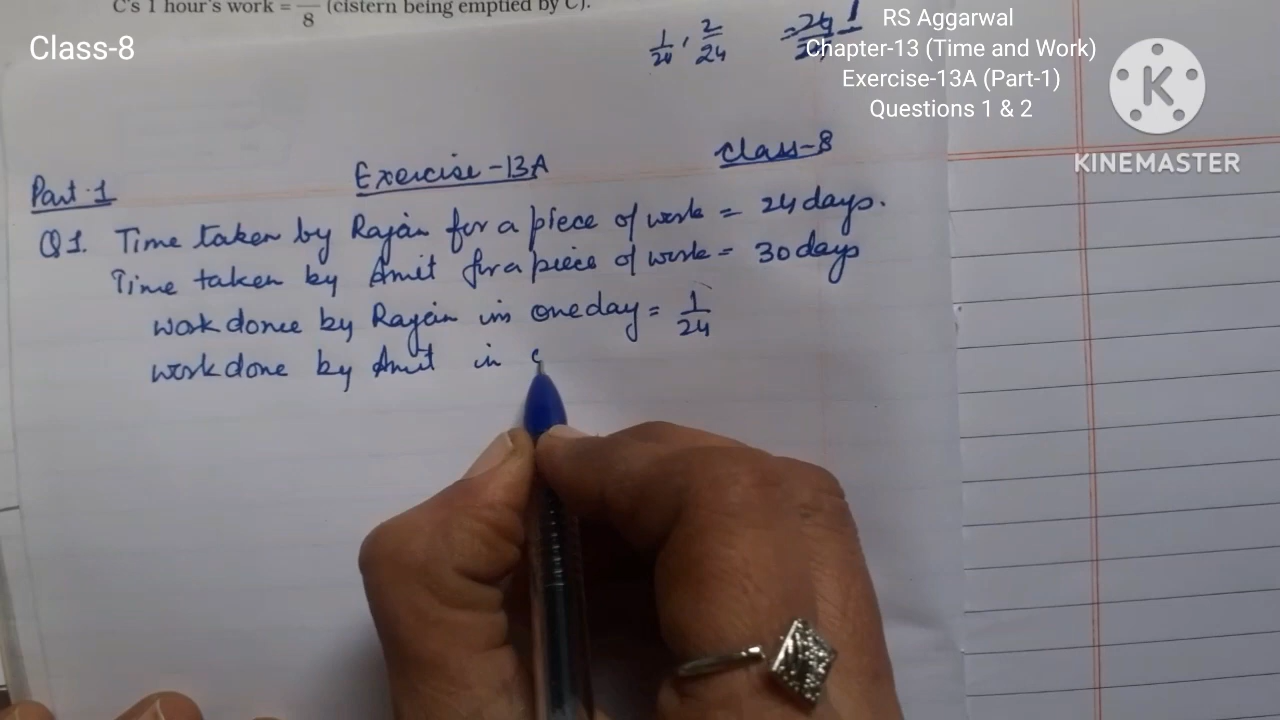 C's 1 hour's work = —/8 (cistern being emptied by C).
Class-8
RS Aggarwal
Chapter-13 (Time and Work)
Exercise-13A (Part-1)
Questions 1 & 2
KINEMASTER
2/24
class-8
Exercise-13A
Part-1
Q1. Time taken by Rajan for a piece of work = 24 days.
Time taken by Amit for a piece of work = 30 days
work done by Rajan in one day = 1/24
work done by Amit in